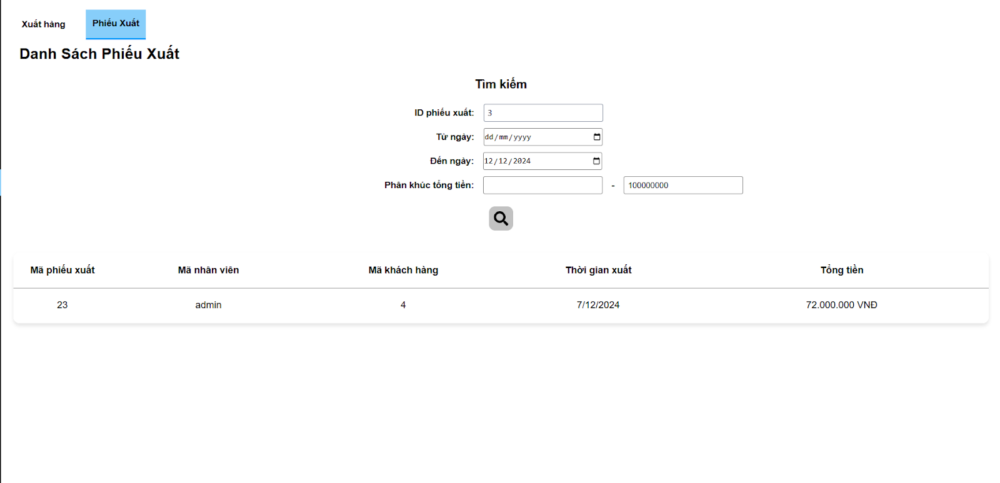 Xuất hàng Phiếu Xuất
Danh Sách Phiếu Xuất
Tìm kiếm
ID phiếu xuất: 3
Từ ngày: dd/mm/yyyy
Đến ngày: 12/12/2024
Phân khúc tổng tiền: - 100000000
Mã phiếu xuất Mã nhân viên Mã khách hàng Thời gian xuất Tổng tiền
23 admin 4 7/12/2024 72.000.000 VNĐ